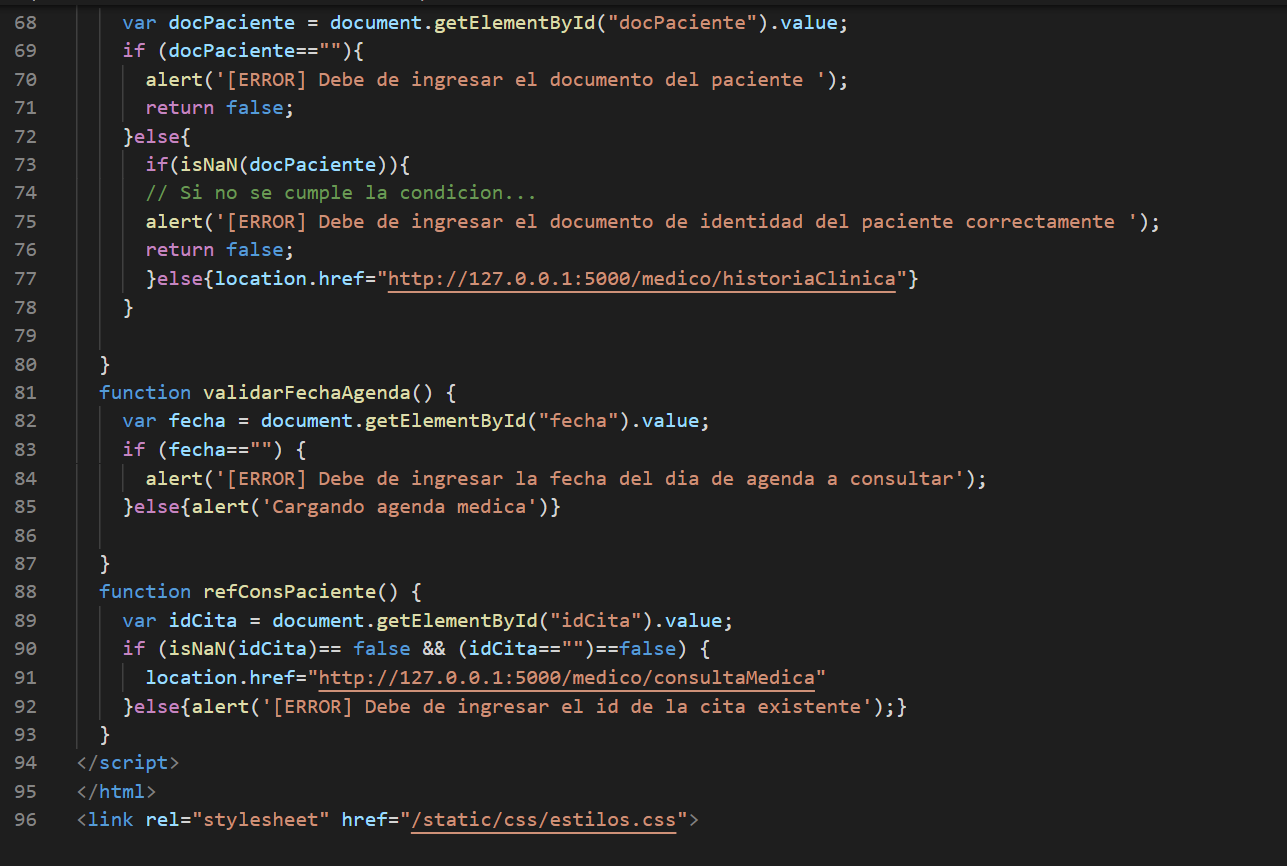 68 var docPaciente = document.getElementById("docPaciente").value;
69 if (docPaciente==""){
70 alert('[ERROR] Debe de ingresar el documento del paciente ');
71 return false;
72 }else{
73 if(isNaN(docPaciente)){
74 // Si no se cumple la condicion...
75 alert('[ERROR] Debe de ingresar el documento de identidad del paciente correctamente ');
76 return false;
77 }else{location.href="http://127.0.0.1:5000/medico/historiaClinica"}
78 }
79
80 }
81 function validarFechaAgenda() {
82 var fecha = document.getElementById("fecha").value;
83 if (fecha=="") {
84 alert('[ERROR] Debe de ingresar la fecha del dia de agenda a consultar');
85 }else{alert('Cargando agenda medica')}
86
87 }
88 function refConsPaciente() {
89 var idCita = document.getElementById("idCita").value;
90 if (isNaN(idCita)== false && (idCita=="")==false) {
91 location.href="http://127.0.0.1:5000/medico/consultaMedica"
92 }else{alert('[ERROR] Debe de ingresar el id de la cita existente');}
93 }
94 </script>
95 </html>
96 <link rel="stylesheet" href="/static/css/estilos.css">